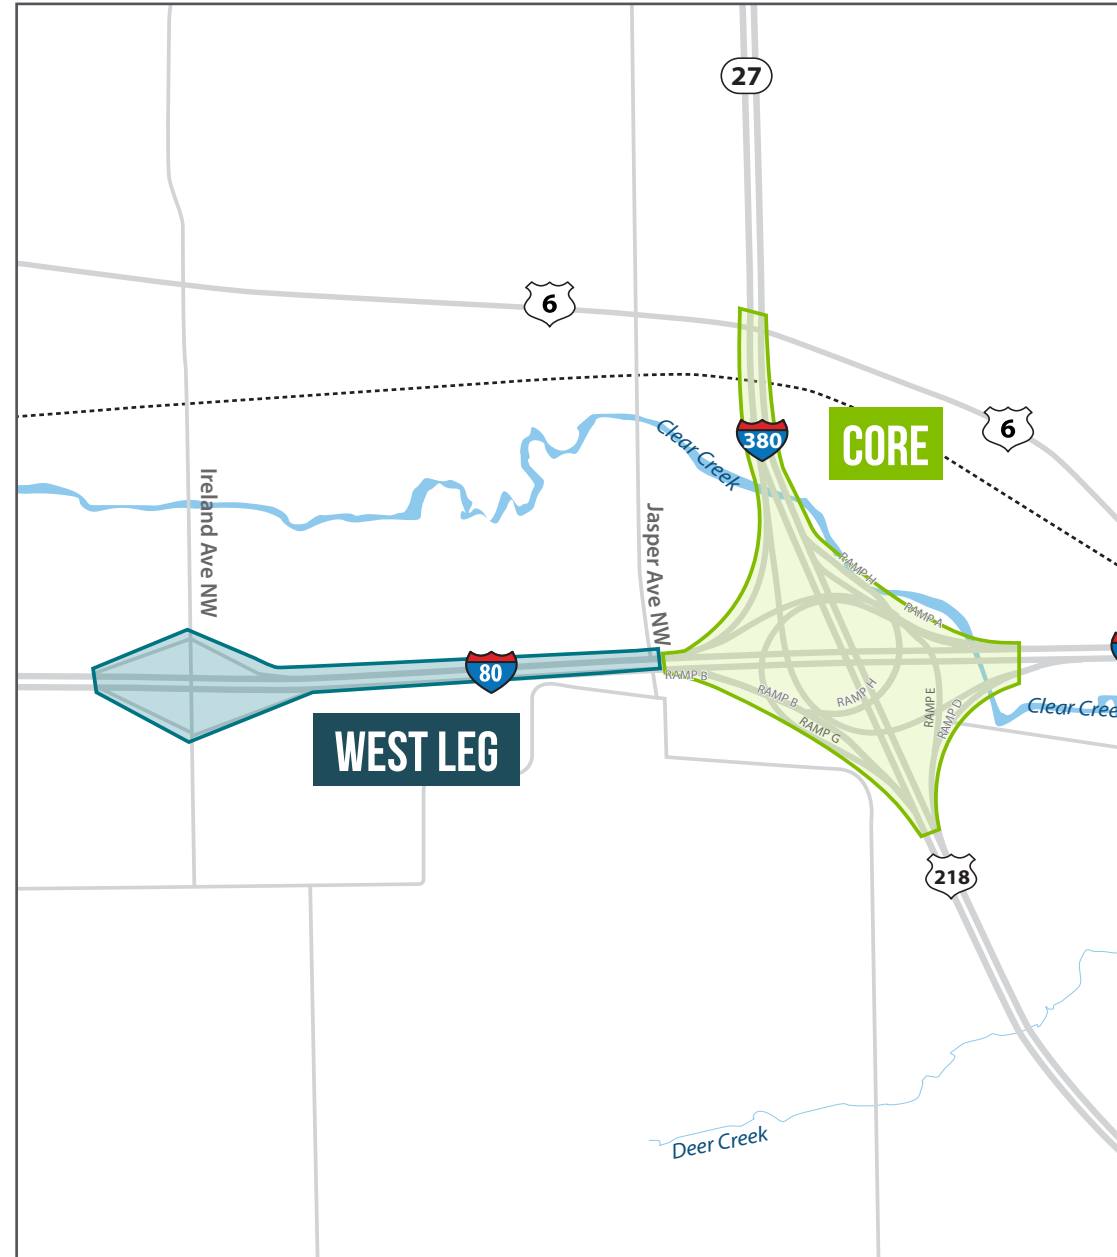 27
6
6
380
CORE
Clear Creek
Ireland Ave NW
Jasper Ave NW
RAMP H
RAMP A
80
RAMP B
RAMP B
RAMP H
RAMP E
RAMP D
RAMP G
Clear Cree
WEST LEG
218
Deer Creek